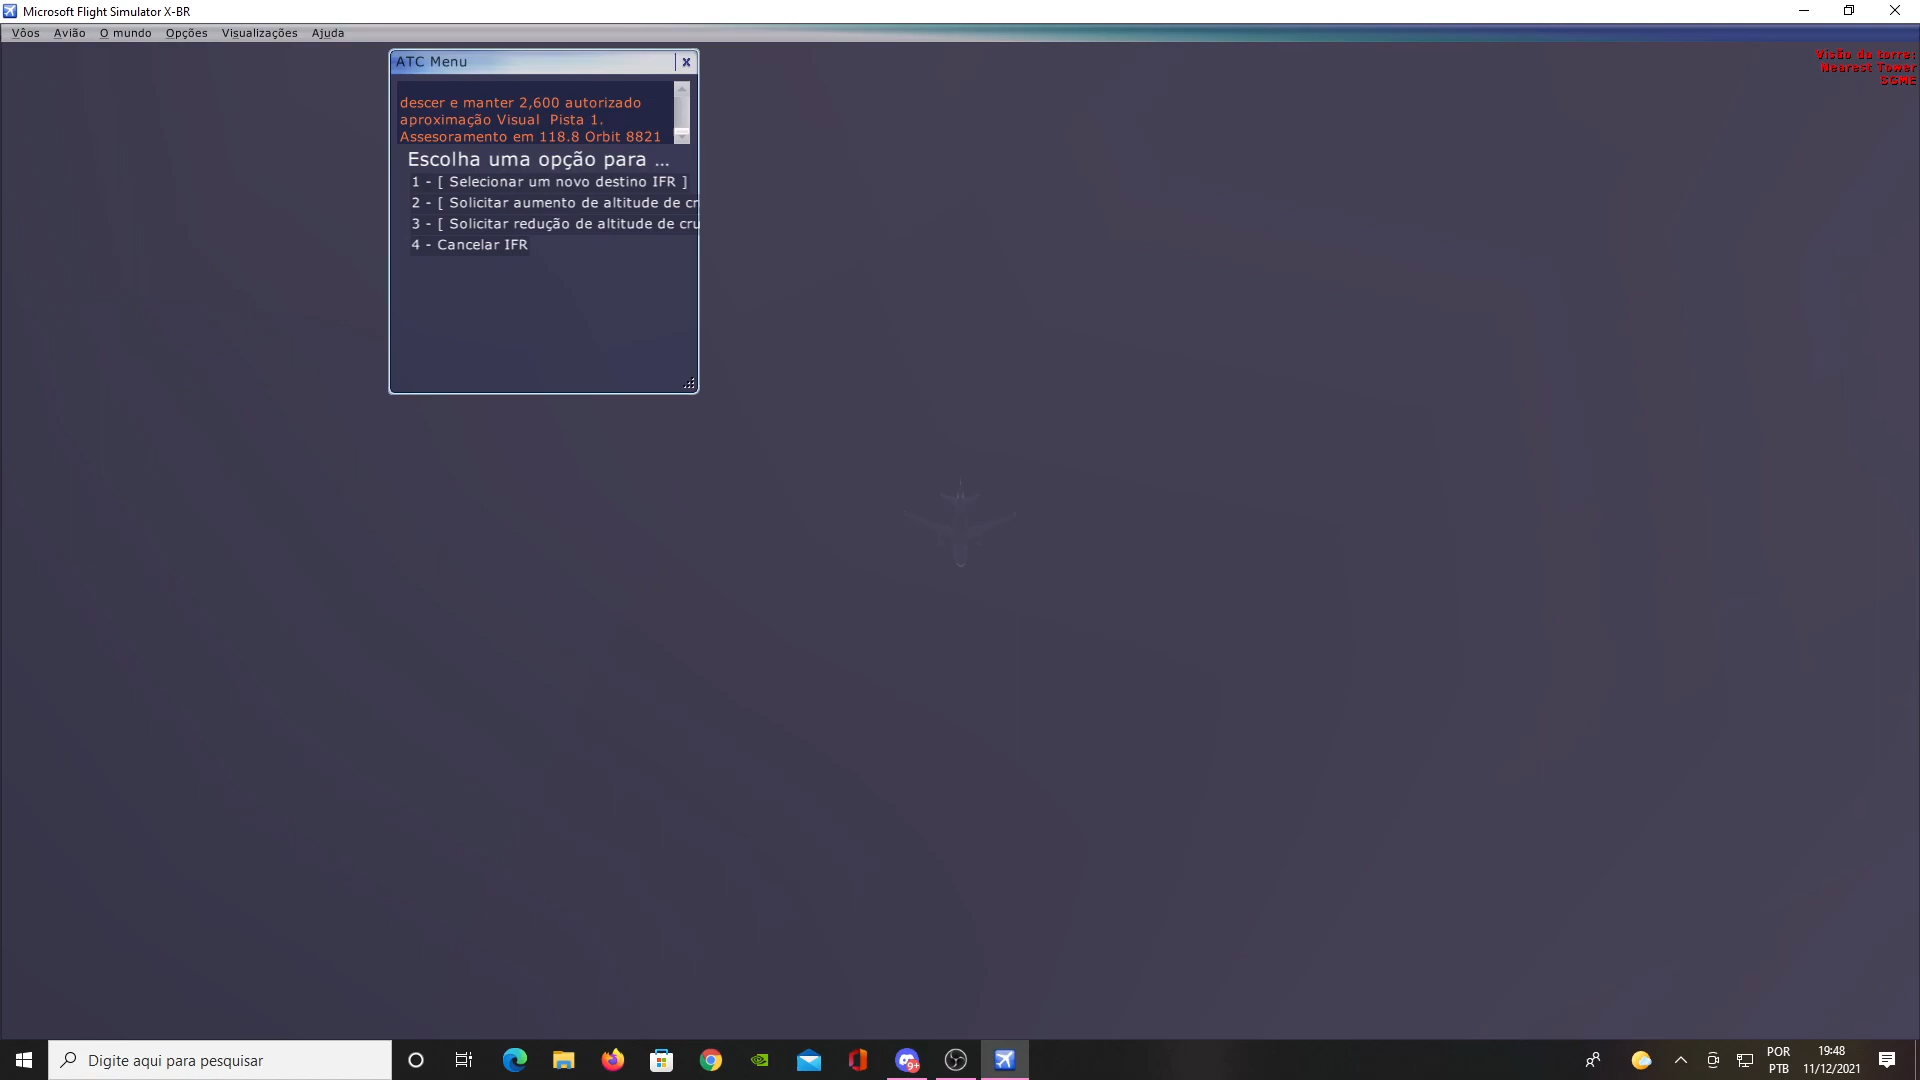 Microsoft Flight Simulator X-BR
Vôos Avião O mundo Opções Visualizações Ajuda
Visão da torre:
Nearest Tower
SGME
ATC Menu
x
descer e manter 2,600 autorizado
aproximação Visual Pista 1.
Assesoramento em 118.8 Orbit 8821
Escolha uma opção para ...
1 - [ Selecionar um novo destino IFR ]
2 - [ Solicitar aumento de altitude de cr
3 - [ Solicitar redução de altitude de cru
4 - Cancelar IFR
Digite aqui para pesquisar
9+
POR
PTB
19:48
11/12/2021